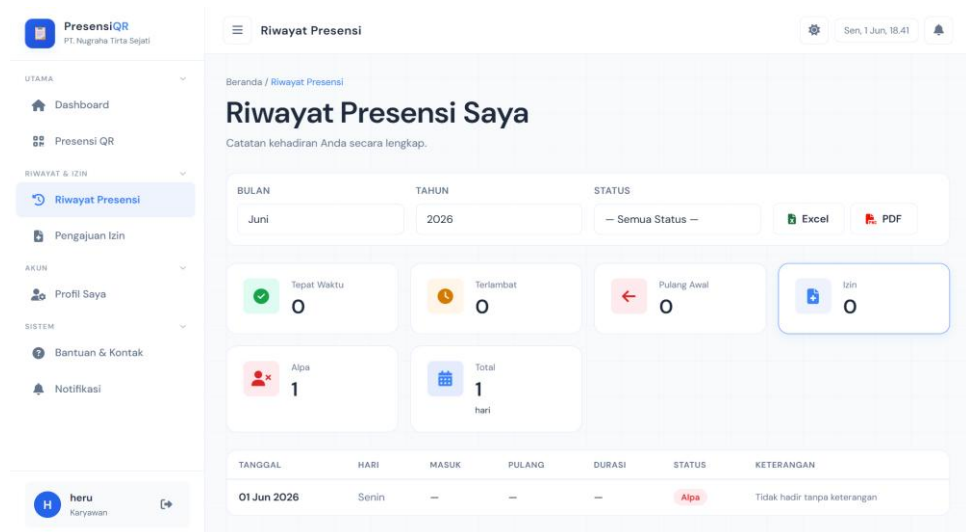 PresensiQR
PT. Nugraha Tirta Sejati
UTAMA
Dashboard
Presensi QR
RIWAYAT & IZIN
Riwayat Presensi
Pengajuan Izin
AKUN
Profil Saya
SISTEM
Bantuan & Kontak
Notifikasi
H
heru
Karyawan
Riwayat Presensi
Sen, 1 Jun, 18.41
Beranda / Riwayat Presensi
Riwayat Presensi Saya
Catatan kehadiran Anda secara lengkap.
BULAN TAHUN STATUS
Juni 2026 — Semua Status — Excel PDF
Tepat Waktu Terlambat Pulang Awal Izin
0 0 0 0
Alpa Total
1 1
hari
TANGGAL HARI MASUK PULANG DURASI STATUS KETERANGAN
01 Jun 2026 Senin — — — Alpa Tidak hadir tanpa keterangan